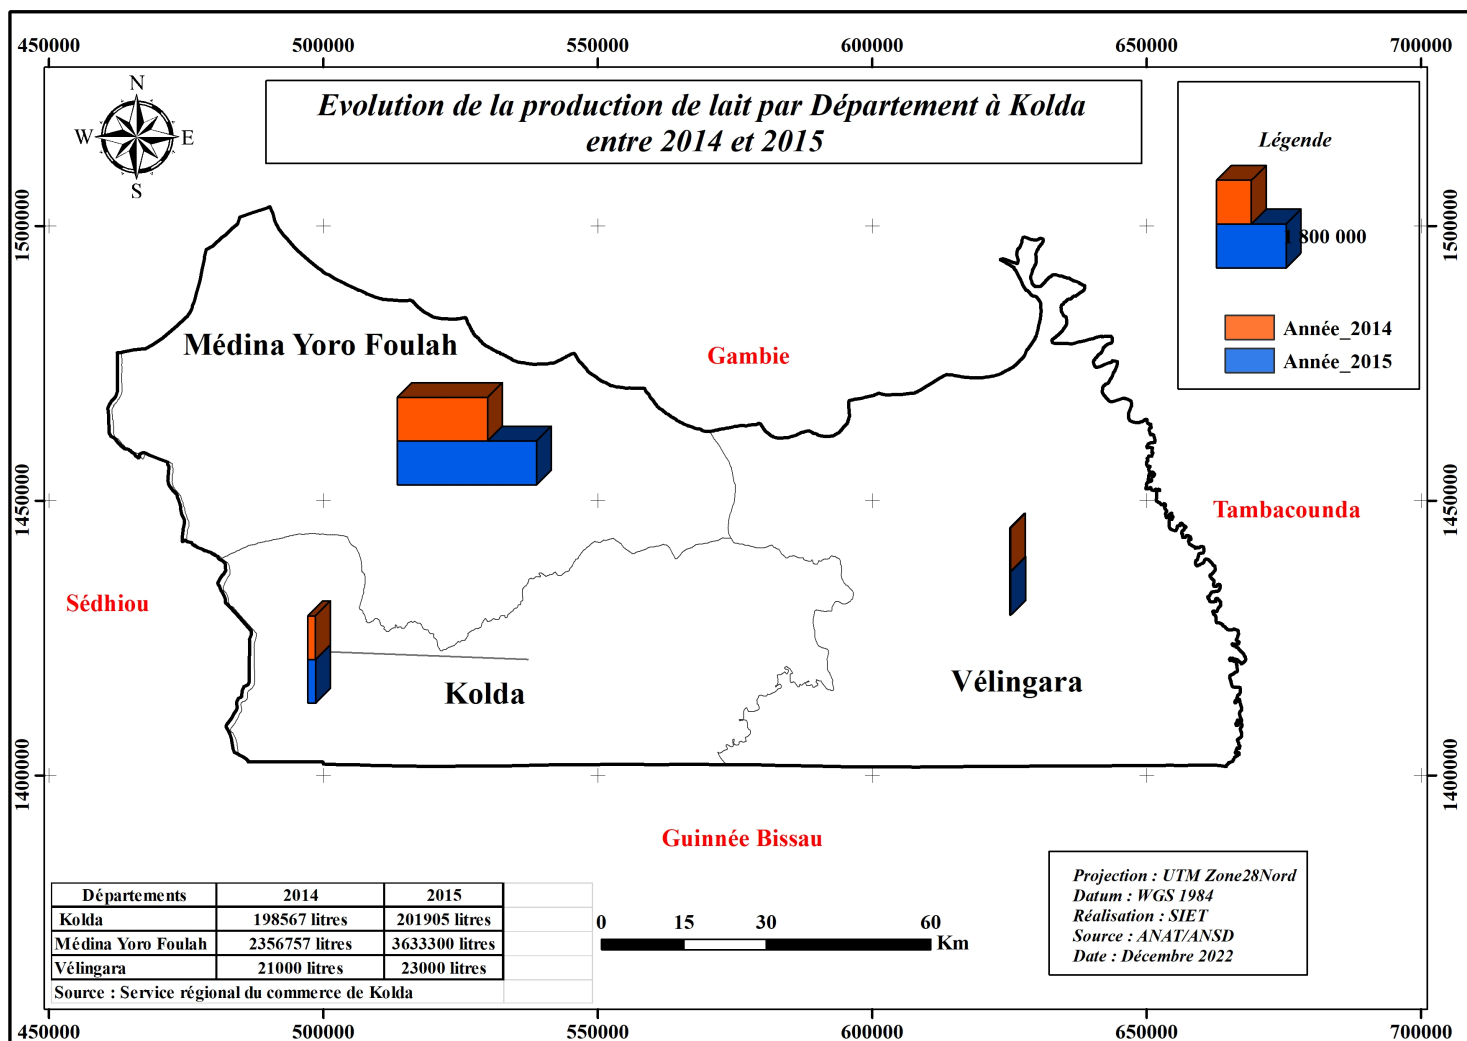 450000 500000 550000 600000 650000 700000
Evolution de la production de lait par Département à Kolda
entre 2014 et 2015
N
W E
S
Légende
1 800 000
Année_2014
Année_2015
1500000 1500000
Médina Yoro Foulah
Gambie
1450000 1450000
Tambacounda
Sédhiou
Kolda
Vélingara
1400000 1400000
Guinnée Bissau
Départements 2014 2015
Kolda 198567 litres 201905 litres
Médina Yoro Foulah 2356757 litres 3633300 litres
Vélingara 21000 litres 23000 litres
Source : Service régional du commerce de Kolda
0 15 30 60
Km
Projection : UTM Zone28Nord
Datum : WGS 1984
Réalisation : SIET
Source : ANAT/ANSD
Date : Décembre 2022
450000 500000 550000 600000 650000 700000